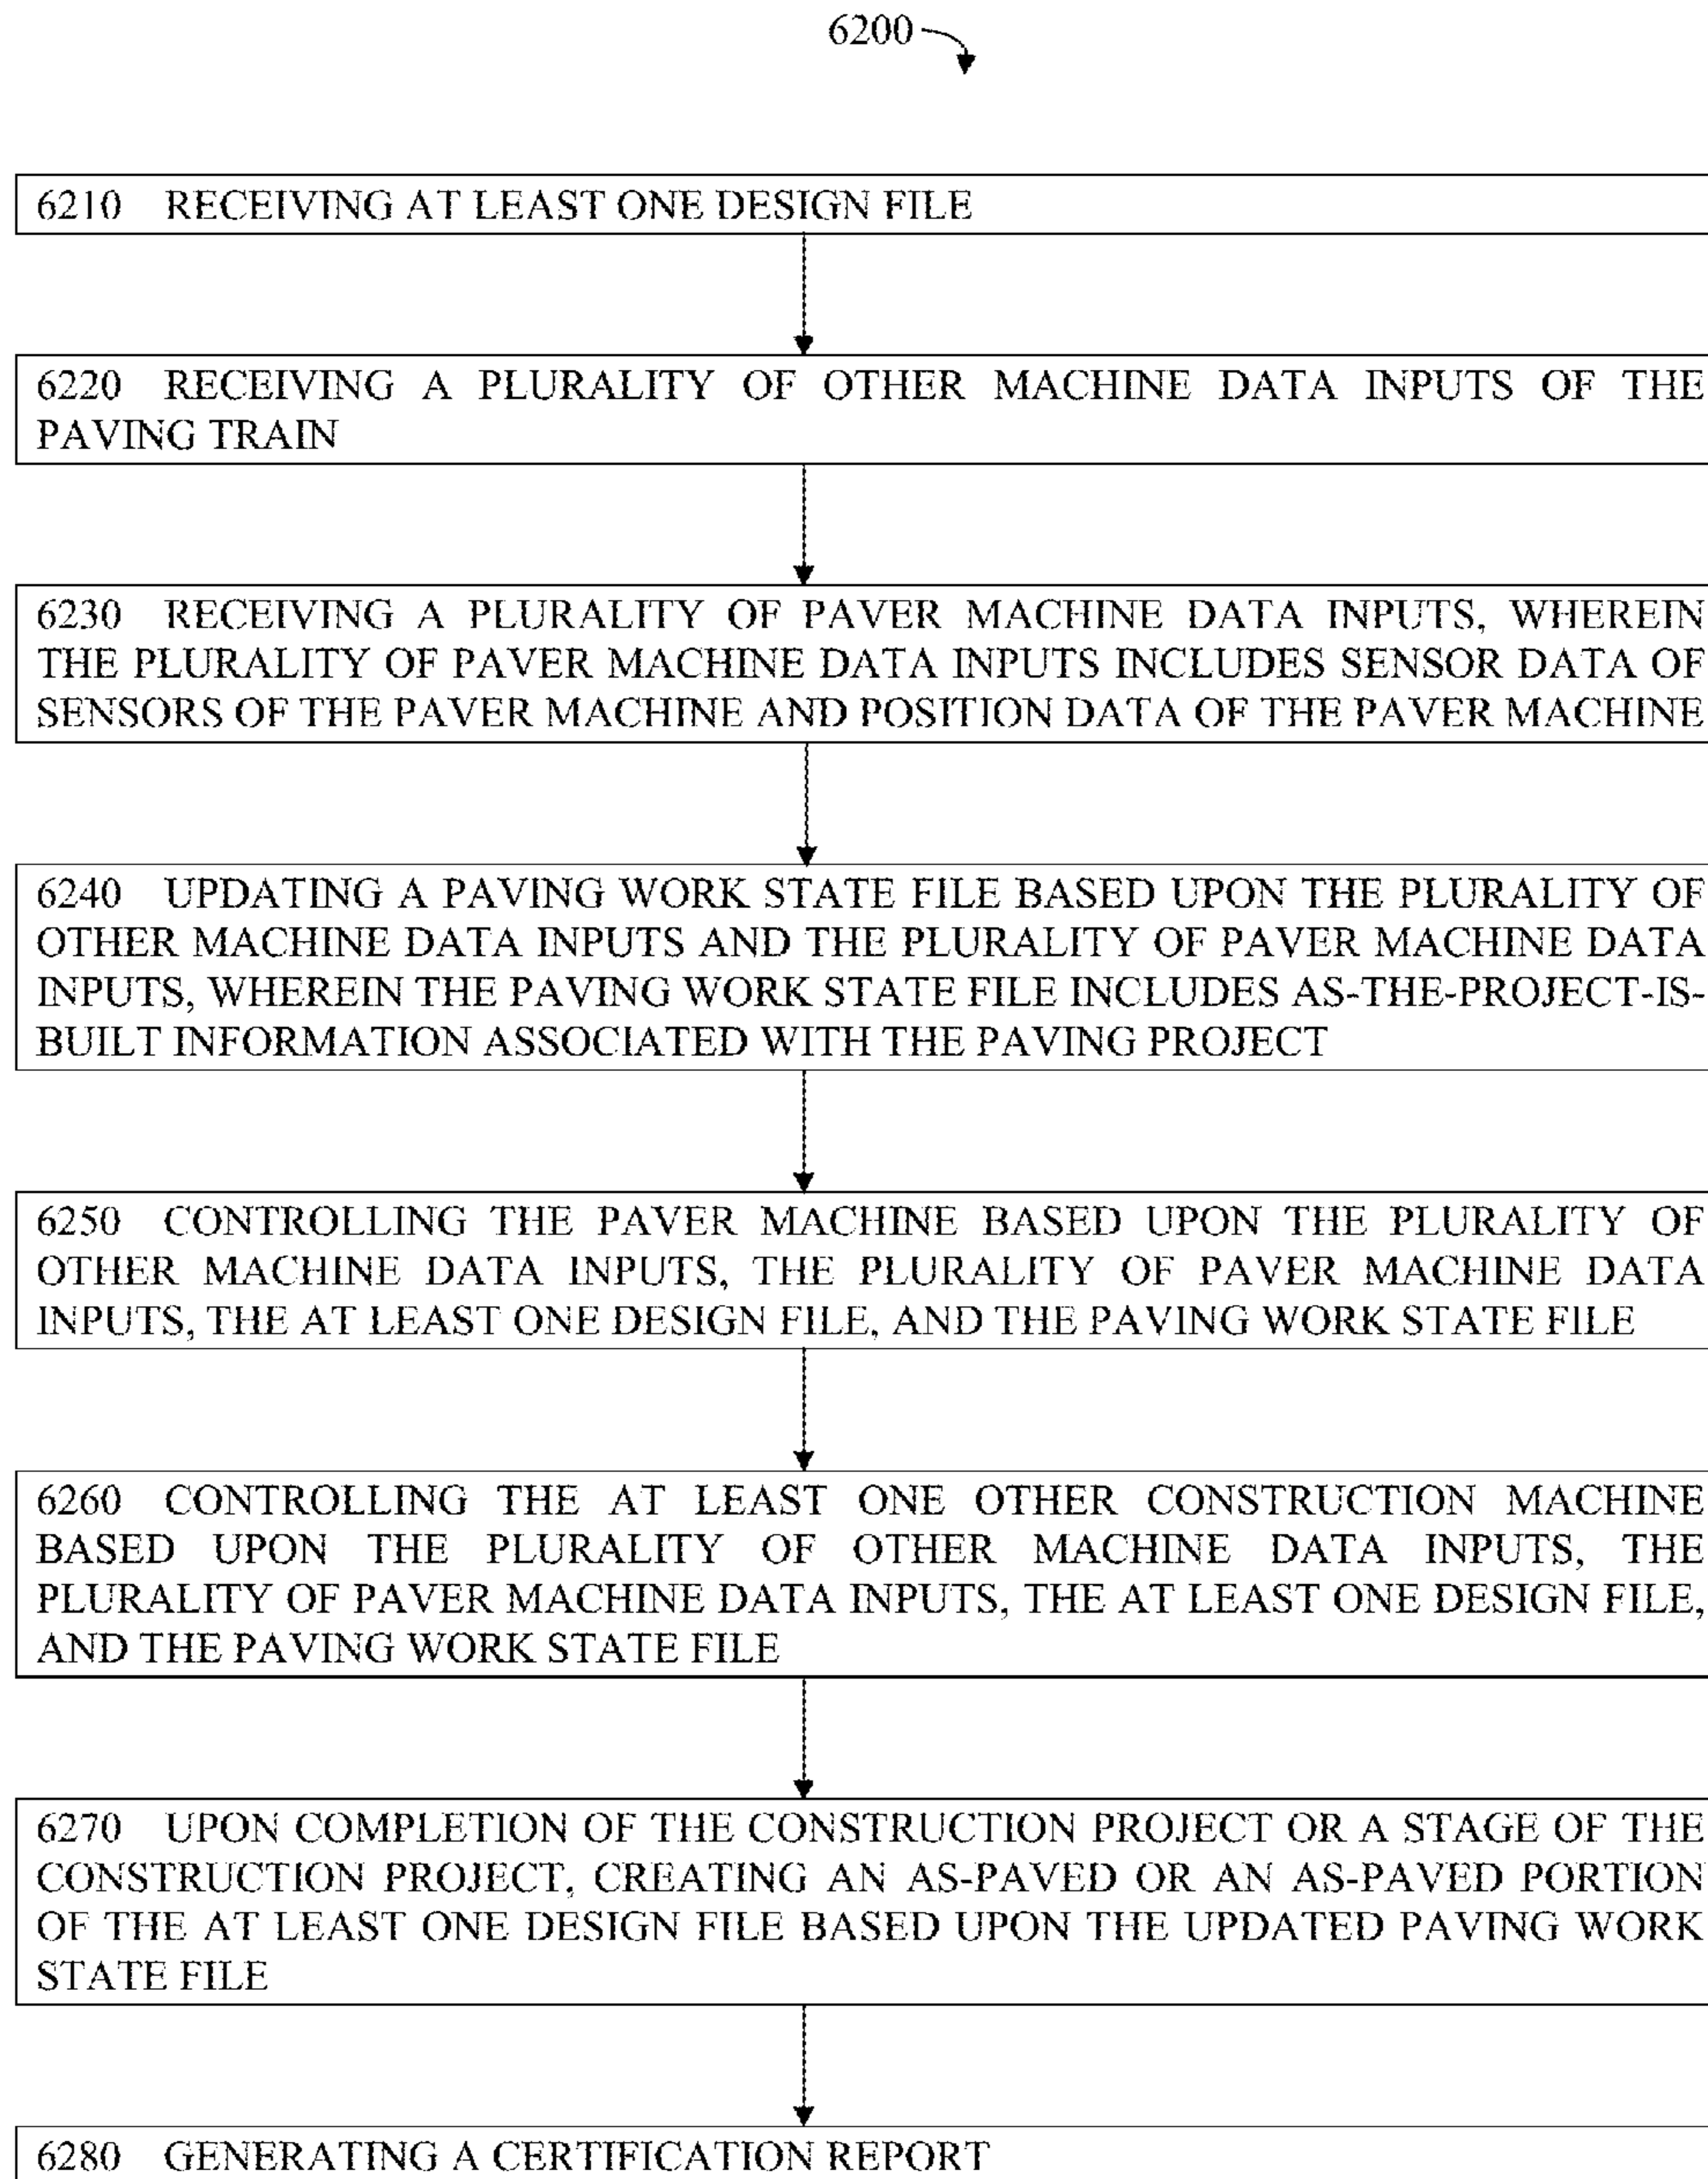 6200
6210 RECEIVING AT LEAST ONE DESIGN FILE
6220 RECEIVING A PLURALITY OF OTHER MACHINE DATA INPUTS OF THE
PAVING TRAIN
6230 RECEIVING A PLURALITY OF PAVER MACHINE DATA INPUTS, WHEREIN
THE PLURALITY OF PAVER MACHINE DATA INPUTS INCLUDES SENSOR DATA OF
SENSORS OF THE PAVER MACHINE AND POSITION DATA OF THE PAVER MACHINE
6240 UPDATING A PAVING WORK STATE FILE BASED UPON THE PLURALITY OF
OTHER MACHINE DATA INPUTS AND THE PLURALITY OF PAVER MACHINE DATA
INPUTS, WHEREIN THE PAVING WORK STATE FILE INCLUDES AS-THE-PROJECT-IS-
BUILT INFORMATION ASSOCIATED WITH THE PAVING PROJECT
6250 CONTROLLING THE PAVER MACHINE BASED UPON THE PLURALITY OF
OTHER MACHINE DATA INPUTS, THE PLURALITY OF PAVER MACHINE DATA
INPUTS, THE AT LEAST ONE DESIGN FILE, AND THE PAVING WORK STATE FILE
6260 CONTROLLING THE AT LEAST ONE OTHER CONSTRUCTION MACHINE
BASED UPON THE PLURALITY OF OTHER MACHINE DATA INPUTS, THE
PLURALITY OF PAVER MACHINE DATA INPUTS, THE AT LEAST ONE DESIGN FILE,
AND THE PAVING WORK STATE FILE
6270 UPON COMPLETION OF THE CONSTRUCTION PROJECT OR A STAGE OF THE
CONSTRUCTION PROJECT, CREATING AN AS-PAVED OR AN AS-PAVED PORTION
OF THE AT LEAST ONE DESIGN FILE BASED UPON THE UPDATED PAVING WORK
STATE FILE
6280 GENERATING A CERTIFICATION REPORT